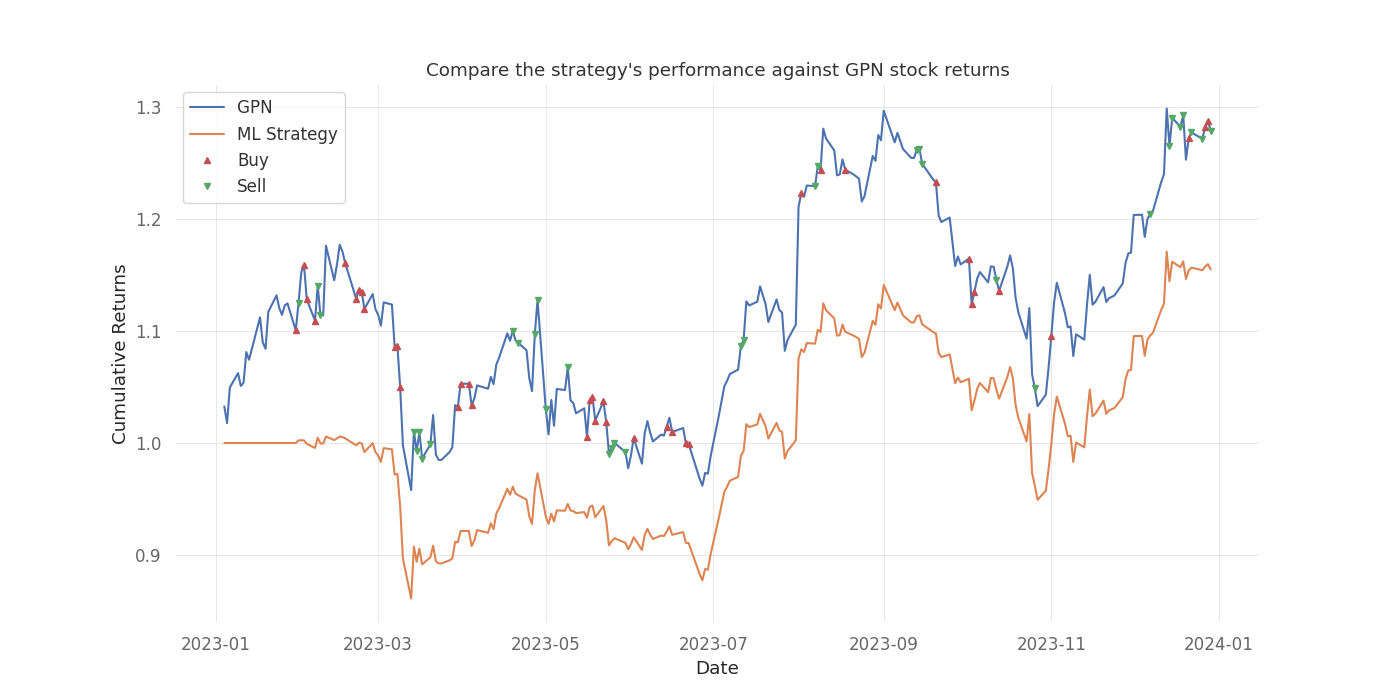 Compare the strategy's performance against GPN stock returns
GPN
ML Strategy
Buy
Sell
Cumulative Returns
1.3
1.2
1.1
1.0
0.9
2023-01
2023-03
2023-05
2023-07
2023-09
2023-11
2024-01
Date